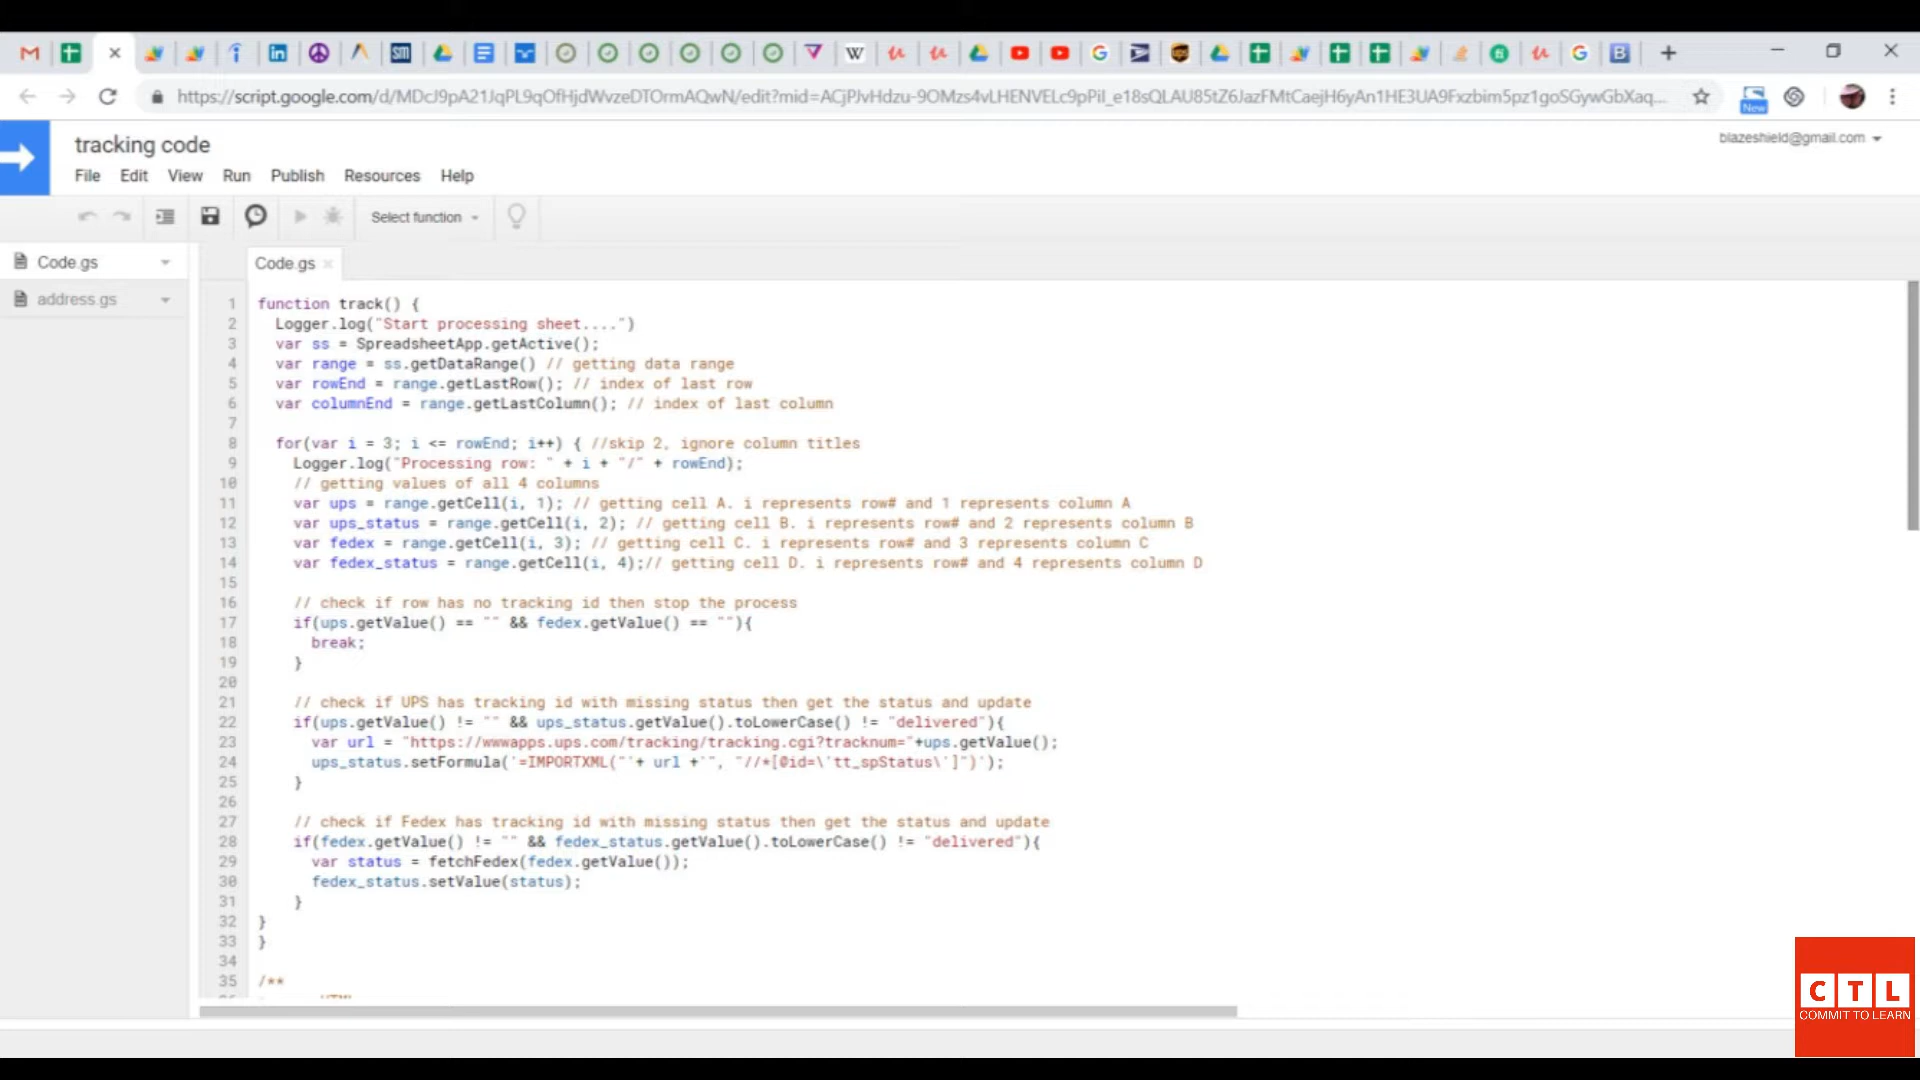 https://script.google.com/d/MDcJ9pA21JqPL9qOfHjdWvzeDTOrmAQwN/edit?mid=ACjPJvHdzu-9OMzs4vLHENVELc9pPiI_e18sQLAU85tZ6JazFMtCaejH6yAn1HE3UA9Fxzbim5pz1goSGywGbXaq...
New
tracking code
blazeshield@gmail.com
File Edit View Run Publish Resources Help
Select function
Code.gs
address.gs
Code.gs
1 function track() {
2 Logger.log("Start processing sheet....")
3 var ss = SpreadsheetApp.getActive();
4 var range = ss.getDataRange() // getting data range
5 var rowEnd = range.getLastRow(); // index of last row
6 var columnEnd = range.getLastColumn(); // index of last column
7
8 for(var i = 3; i <= rowEnd; i++) { //skip 2, ignore column titles
9 Logger.log("Processing row: " + i + "/" + rowEnd);
10 // getting values of all 4 columns
11 var ups = range.getCell(i, 1); // getting cell A. i represents row# and 1 represents column A
12 var ups_status = range.getCell(i, 2); // getting cell B. i represents row# and 2 represents column B
13 var fedex = range.getCell(i, 3); // getting cell C. i represents row# and 3 represents column C
14 var fedex_status = range.getCell(i, 4);// getting cell D. i represents row# and 4 represents column D
15
16 // check if row has no tracking id then stop the process
17 if(ups.getValue() == "" && fedex.getValue() == ""){
18 break;
19 }
20
21 // check if UPS has tracking id with missing status then get the status and update
22 if(ups.getValue() != "" && ups_status.getValue().toLowerCase() != "delivered"){
23 var url = "https://wwwapps.ups.com/tracking/tracking.cgi?tracknum="+ups.getValue();
24 ups_status.setFormula('=IMPORTXML("'+ url +'", "//*[@id=\'tt_spStatus\']")');
25 }
26
27 // check if Fedex has tracking id with missing status then get the status and update
28 if(fedex.getValue() != "" && fedex_status.getValue().toLowerCase() != "delivered"){
29 var status = fetchFedex(fedex.getValue());
30 fedex_status.setValue(status);
31 }
32 }
33 }
34
35 /**
CTL
COMMIT TO LEARN